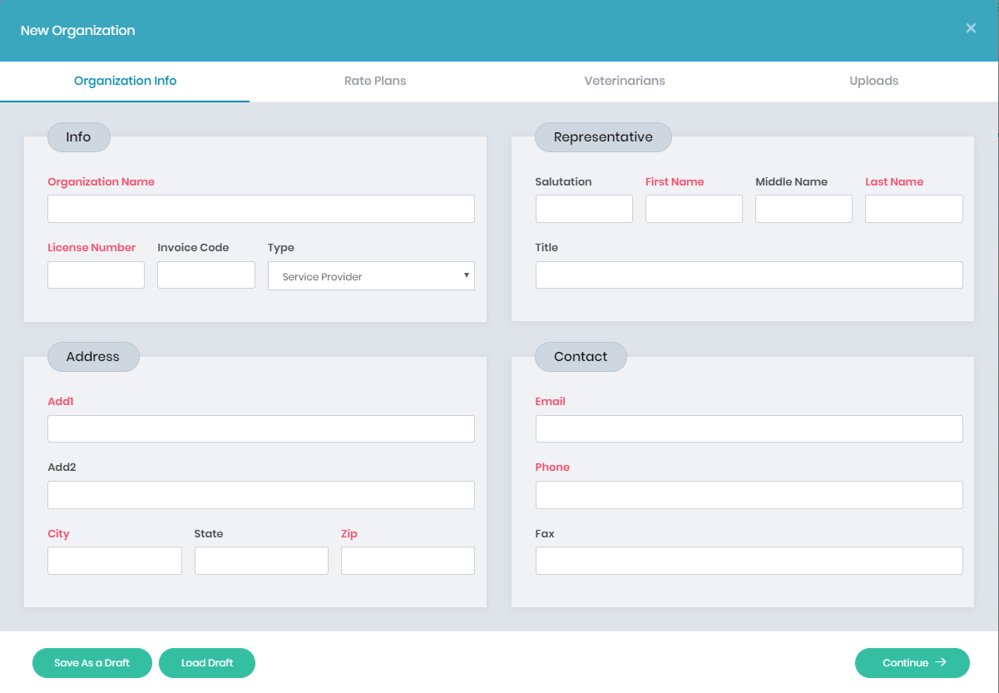 New Organization ×
Organization Info Rate Plans Veterinarians Uploads
Info
Organization Name
License Number Invoice Code Type
Service Provider
Representative
Salutation First Name Middle Name Last Name
Title
Address
Add1
Add2
City State Zip
Contact
Email
Phone
Fax
Save As a Draft Load Draft Continue →